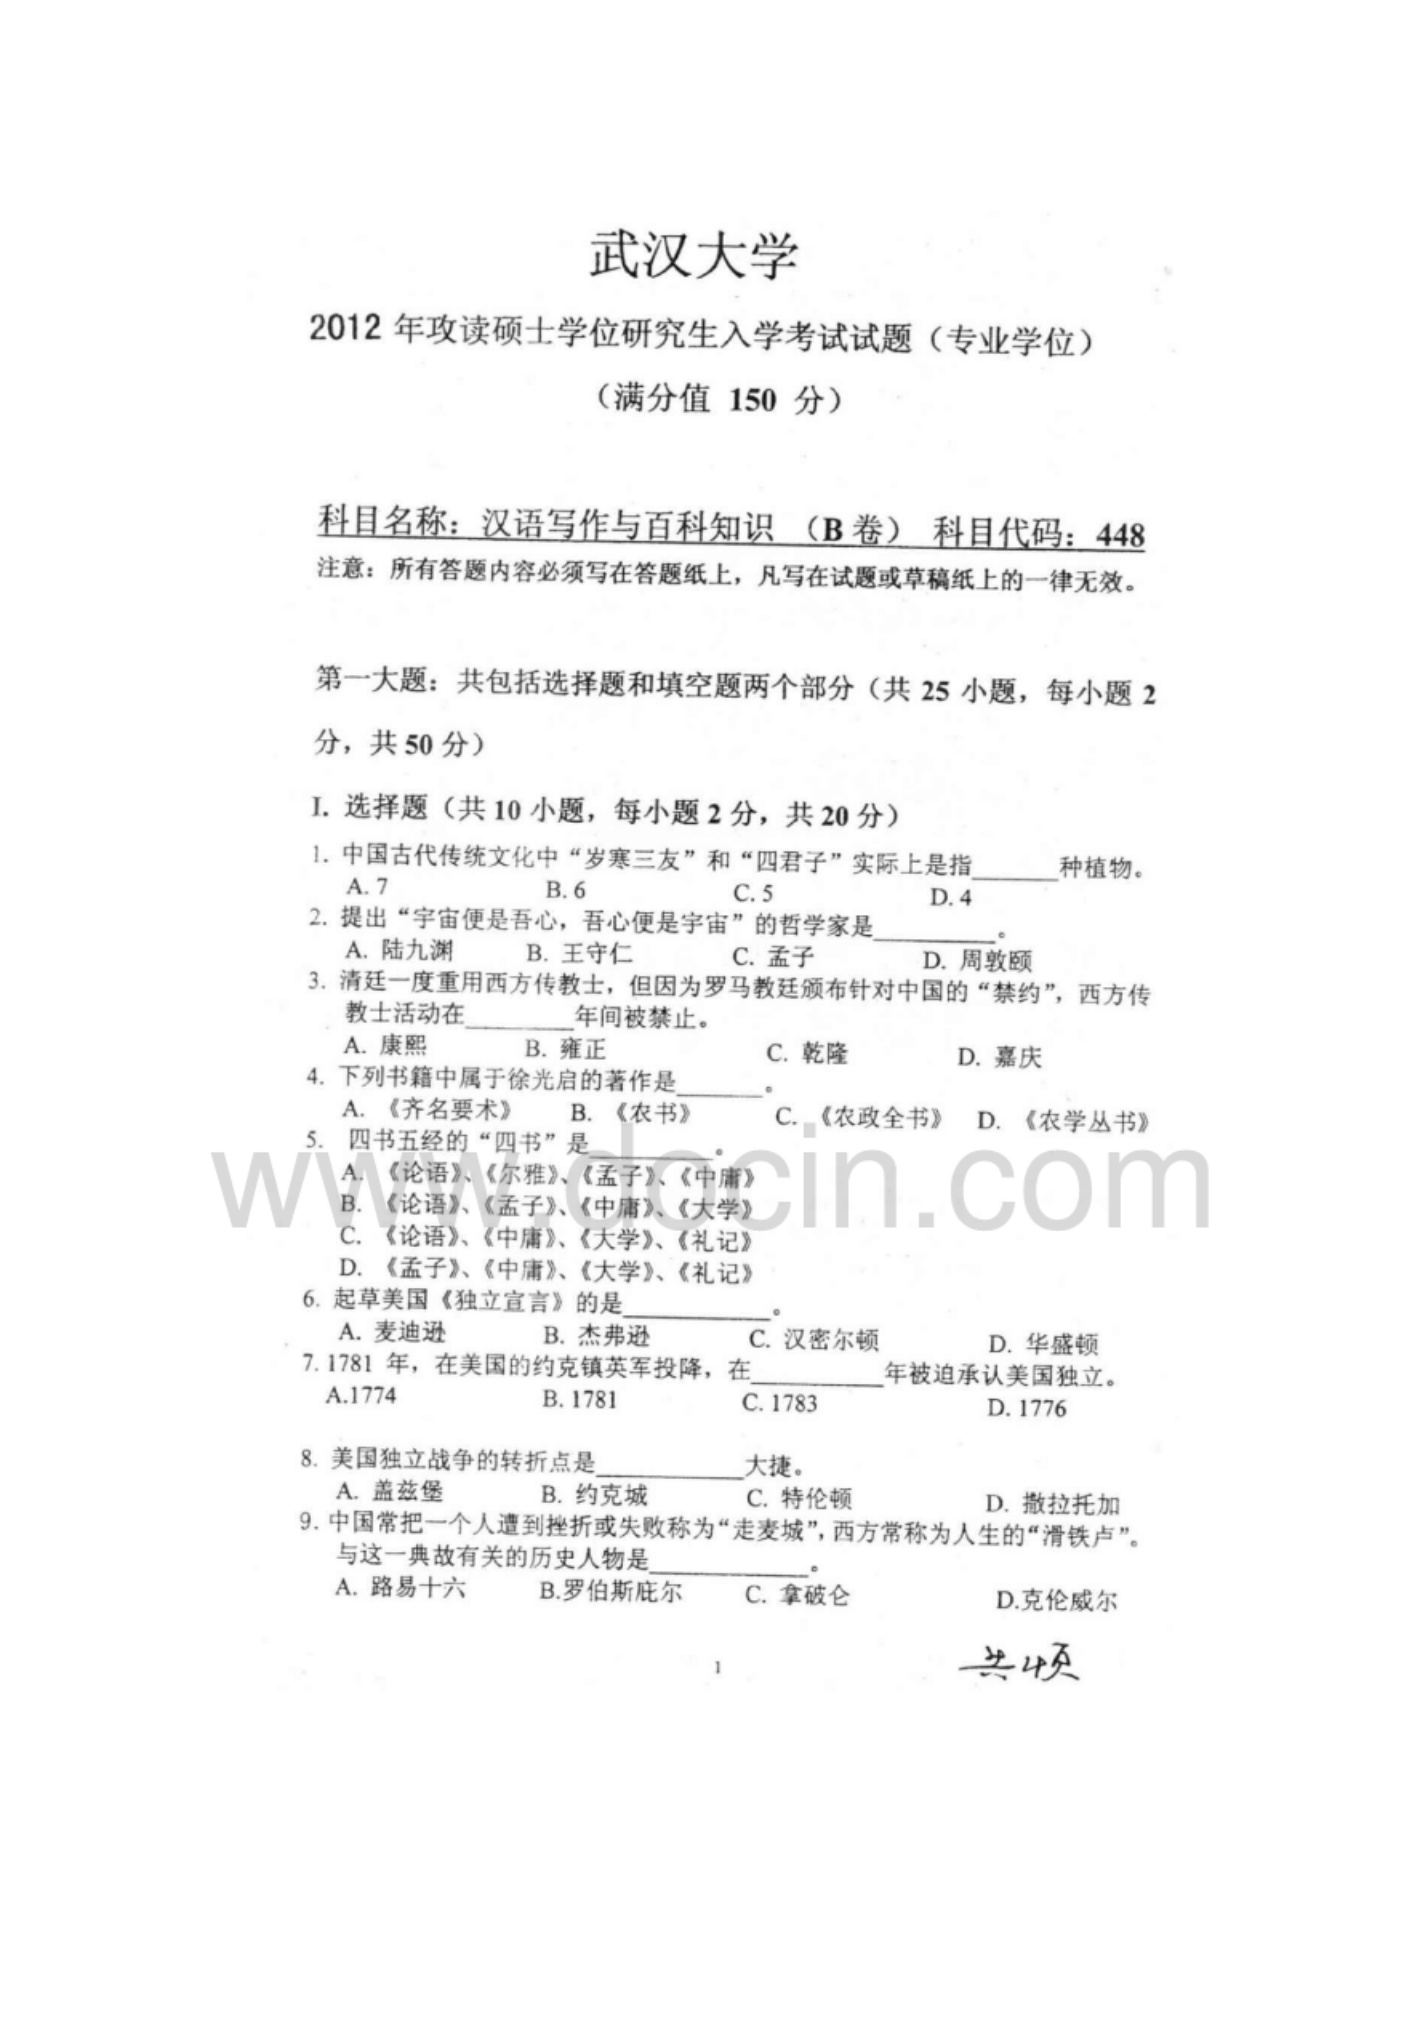 武汉大学
2012 年攻读硕士学位研究生入学考试试题（专业学位）
（满分值 150 分）
科目名称：汉语写作与百科知识 （B 卷） 科目代码：448
注意：所有答题内容必须写在答题纸上，凡写在试题或草稿纸上的一律无效。
第一大题：共包括选择题和填空题两个部分（共 25 小题，每小题 2
分，共 50 分）
I. 选择题（共 10 小题，每小题 2 分，共 20 分）
1. 中国古代传统文化中“岁寒三友”和“四君子”实际上是指_______种植物。
A. 7 B. 6 C. 5 D. 4
2. 提出“宇宙便是吾心，吾心便是宇宙”的哲学家是__________。
A. 陆九渊 B. 王守仁 C. 孟子 D. 周敦颐
3. 清廷一度重用西方传教士，但因为罗马教廷颁布针对中国的“禁约”，西方传
教士活动在_________年间被禁止。
A. 康熙 B. 雍正 C. 乾隆 D. 嘉庆
4. 下列书籍中属于徐光启的著作是_______。
A. 《齐名要术》 B. 《农书》 C. 《农政全书》 D. 《农学丛书》
5. 四书五经的“四书”是__________。
A. 《论语》、《尔雅》、《孟子》、《中庸》
B. 《论语》、《孟子》、《中庸》、《大学》
C. 《论语》、《中庸》、《大学》、《礼记》
D. 《孟子》、《中庸》、《大学》、《礼记》
www.docin.com
6. 起草美国《独立宣言》的是____________。
A. 麦迪逊 B. 杰弗逊 C. 汉密尔顿 D. 华盛顿
7. 1781 年，在美国的约克镇英军投降，在___________年被迫承认美国独立。
A.1774 B. 1781 C. 1783 D. 1776
8. 美国独立战争的转折点是____________大捷。
A. 盖兹堡 B. 约克城 C. 特伦顿 D. 撒拉托加
9. 中国常把一个人遭到挫折或失败称为“走麦城”，西方常称为人生的“滑铁卢”。
与这一典故有关的历史人物是_____________。
A. 路易十六 B.罗伯斯庇尔 C. 拿破仑 D.克伦威尔
1
共4页